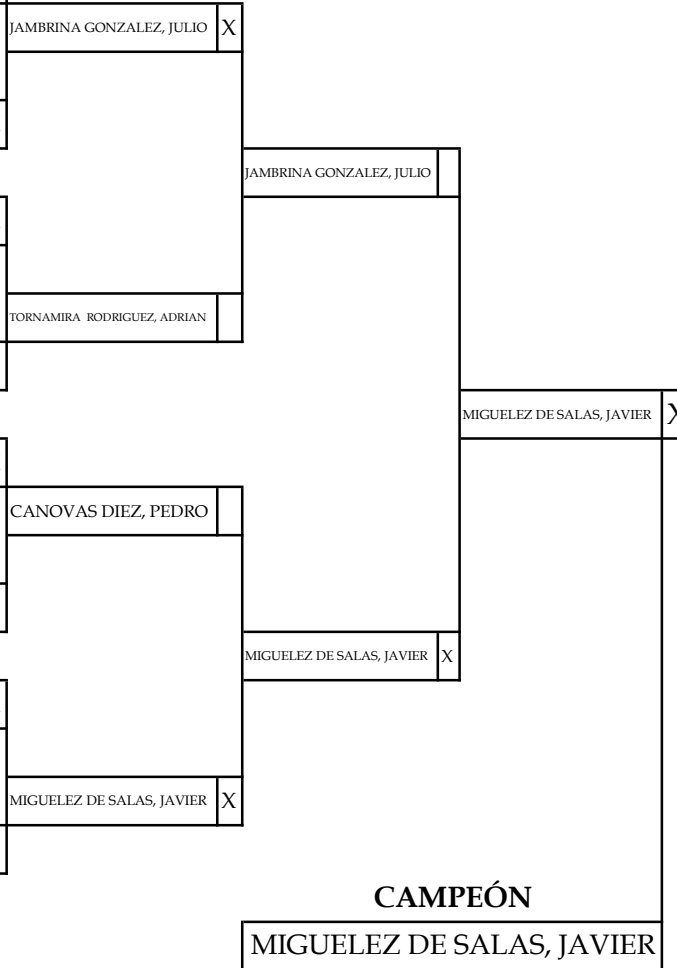 JAMBRINA GONZALEZ, JULIO X
JAMBRINA GONZALEZ, JULIO
TORNAMIRA RODRIGUEZ, ADRIAN
MIGUELEZ DE SALAS, JAVIER X
CANOVAS DIEZ, PEDRO
MIGUELEZ DE SALAS, JAVIER X
MIGUELEZ DE SALAS, JAVIER X
CAMPEÓN
MIGUELEZ DE SALAS, JAVIER